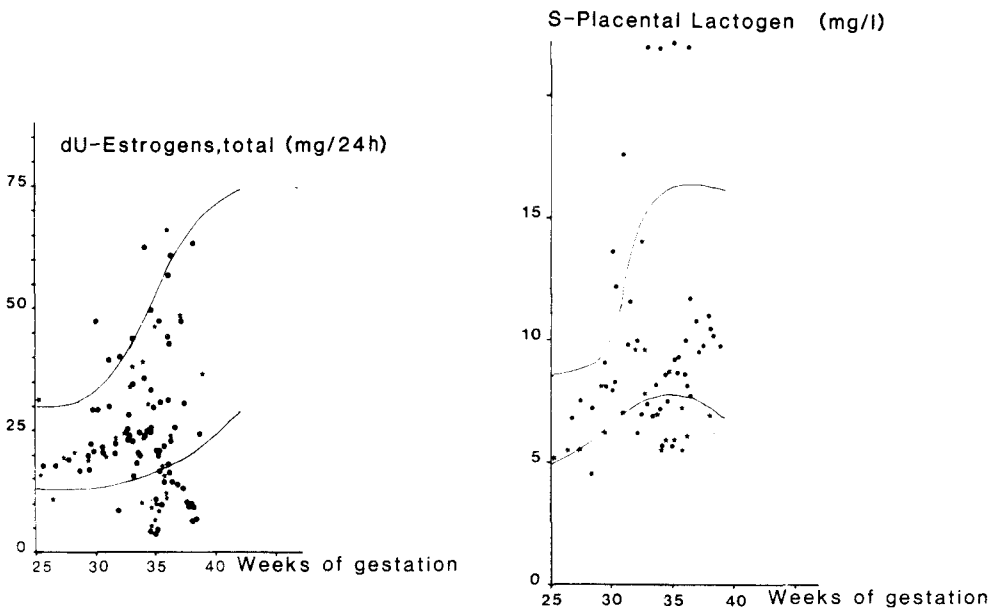 S-Placental Lactogen (mg/l)
dU-Estrogens,total (mg/24h)
75
50
25
0
25 30 35 40 Weeks of gestation
15
10
5
0
25 30 35 40 Weeks of gestation